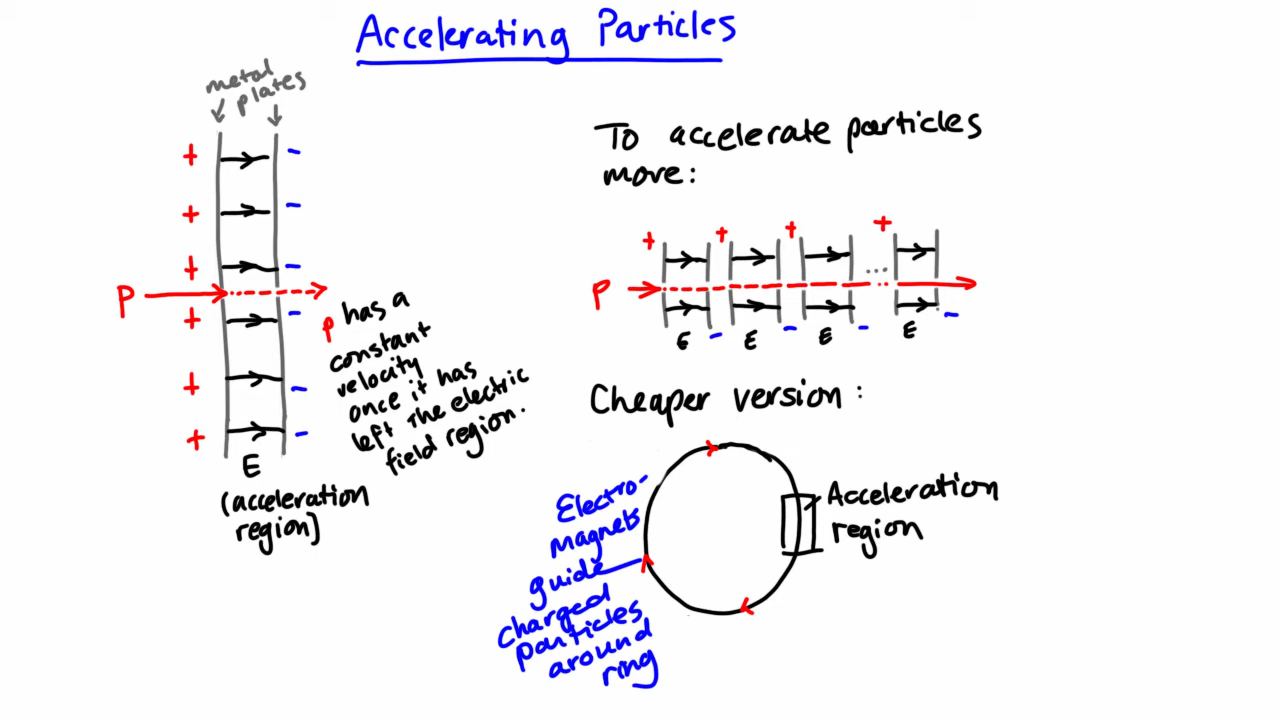 Accelerating Particles
metal
plates
+ -
+ -
+ -
P
+ -
+ -
+ -
E
(acceleration
region)
P has a
constant
velocity
once it has
left the electric
field region.
To accelerate particles
more:
+ + + +
P ...
E - E - E - E -
Cheaper version:
Acceleration
region
Electro-
magnets
guide
charged
particles
around
ring